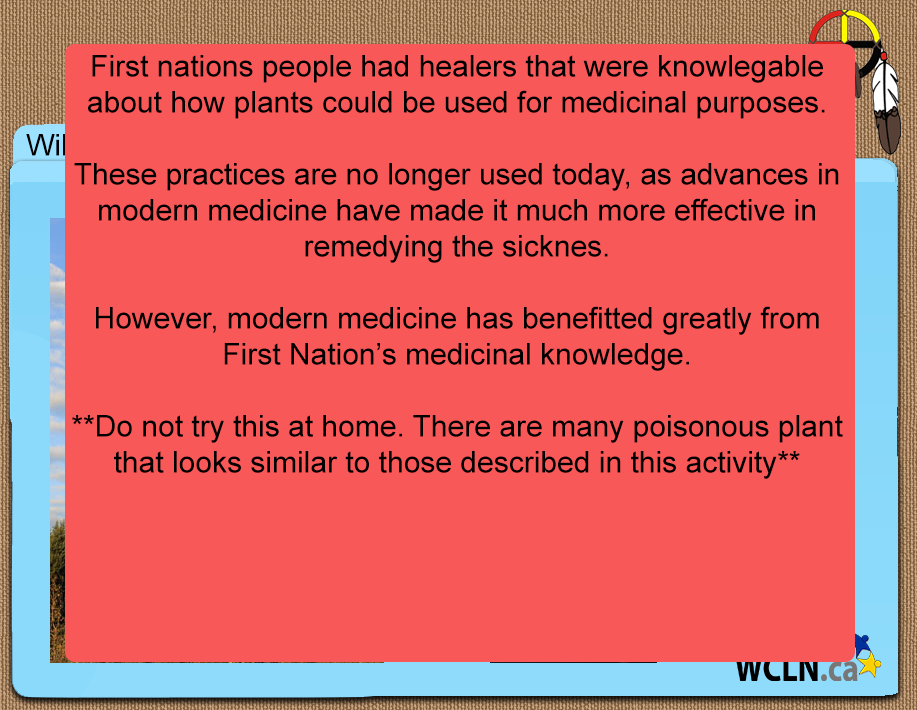 First nations people had healers that were knowlegable
about how plants could be used for medicinal purposes.
These practices are no longer used today, as advances in
modern medicine have made it much more effective in
remedying the sicknes.
However, modern medicine has benefitted greatly from
First Nation's medicinal knowledge.
**Do not try this at home. There are many poisonous plant
that looks similar to those described in this activity**
WCLN.ca